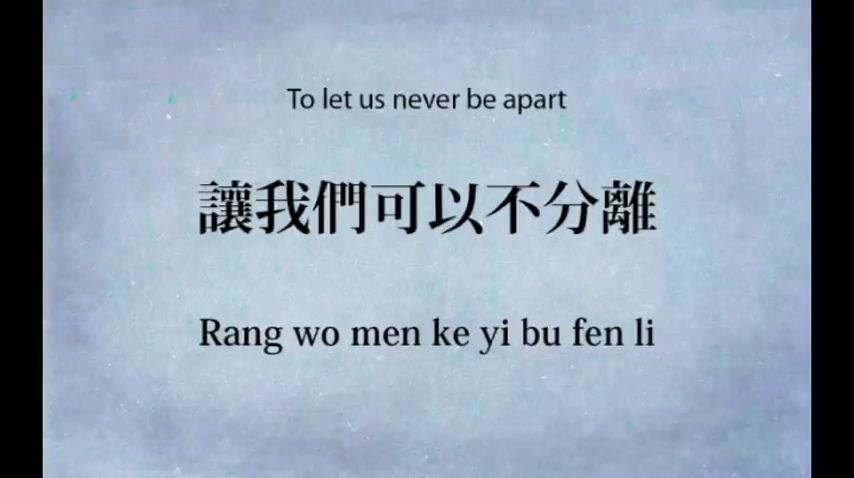 To let us never be apart
讓我們可以不分離
Rang wo men ke yi bu fen li